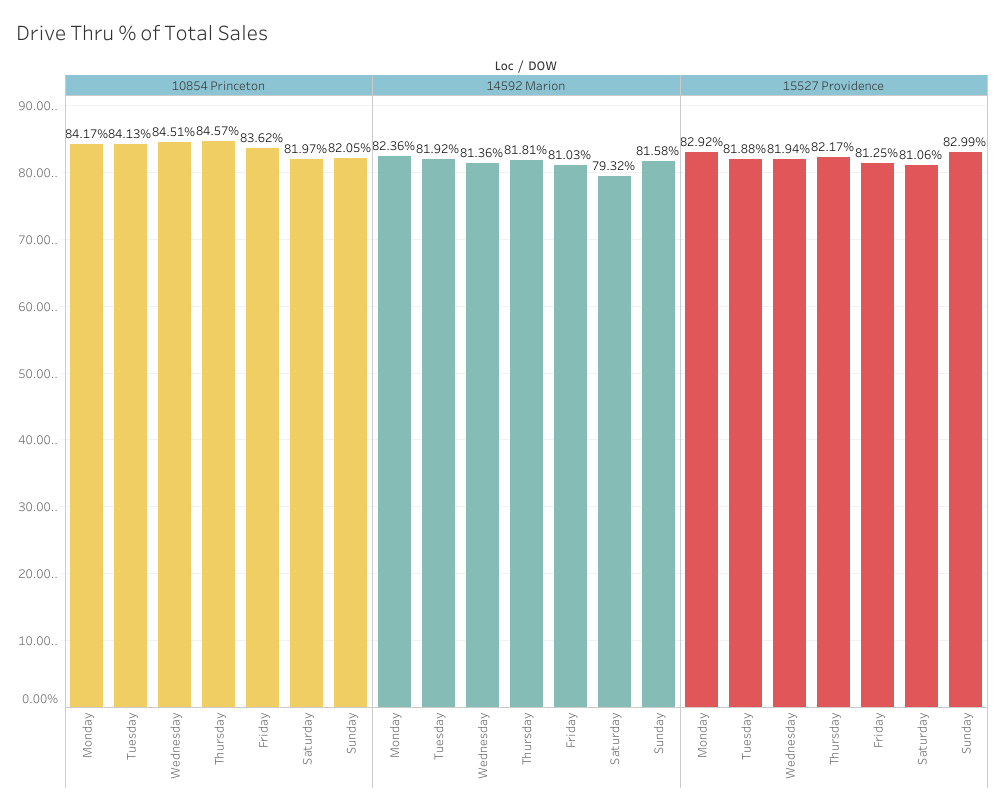 Drive Thru % of Total Sales
Loc / DOW
10854 Princeton 14592 Marion 15527 Providence
90.00..
84.17% 84.13% 84.51% 84.57% 83.62% 81.97% 82.05% 82.36% 81.92% 81.36% 81.81% 81.03% 79.32% 81.58% 82.92% 81.88% 81.94% 82.17% 81.25% 81.06% 82.99%
80.00..
70.00..
60.00..
50.00..
40.00..
30.00..
20.00..
10.00..
0.00%
Monday Tuesday Wednesday Thursday Friday Saturday Sunday Monday Tuesday Wednesday Thursday Friday Saturday Sunday Monday Tuesday Wednesday Thursday Friday Saturday Sunday